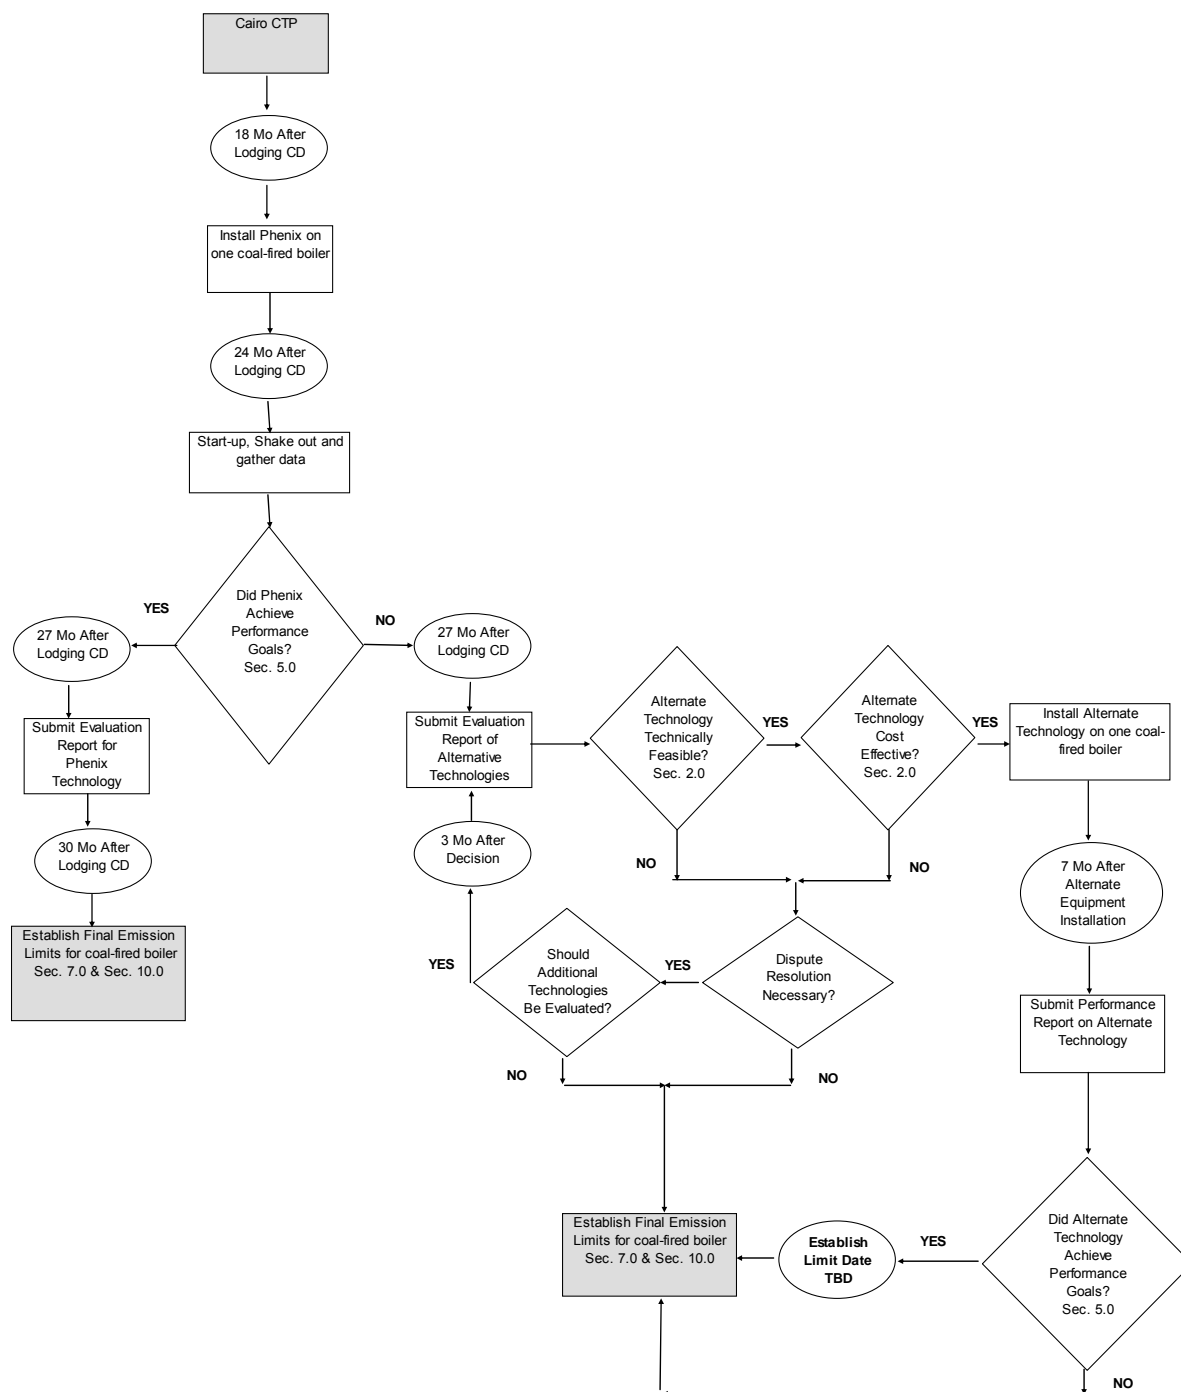 Cairo CTP
18 Mo After
Lodging CD
Install Phenix on
one coal-fired boiler
24 Mo After
Lodging CD
Start-up, Shake out and
gather data
Did Phenix
Achieve
Performance
Goals?
Sec. 5.0
YES
NO
27 Mo After
Lodging CD
Submit Evaluation
Report for
Phenix
Technology
30 Mo After
Lodging CD
Establish Final Emission
Limits for coal-fired boiler
Sec. 7.0 & Sec. 10.0
27 Mo After
Lodging CD
Submit Evaluation
Report of
Alternative
Technologies
3 Mo After
Decision
Alternate
Technology
Technically
Feasible?
Sec. 2.0
YES
NO
Alternate
Technology
Cost
Effective?
Sec. 2.0
YES
NO
Install Alternate
Technology on one coal-
fired boiler
7 Mo After
Alternate
Equipment
Installation
Submit Performance
Report on Alternate
Technology
Dispute
Resolution
Necessary?
YES
NO
Should
Additional
Technologies
Be Evaluated?
YES
NO
Did Alternate
Technology
Achieve
Performance
Goals?
Sec. 5.0
YES
NO
Establish
Limit Date
TBD
Establish Final Emission
Limits for coal-fired boiler
Sec. 7.0 & Sec. 10.0